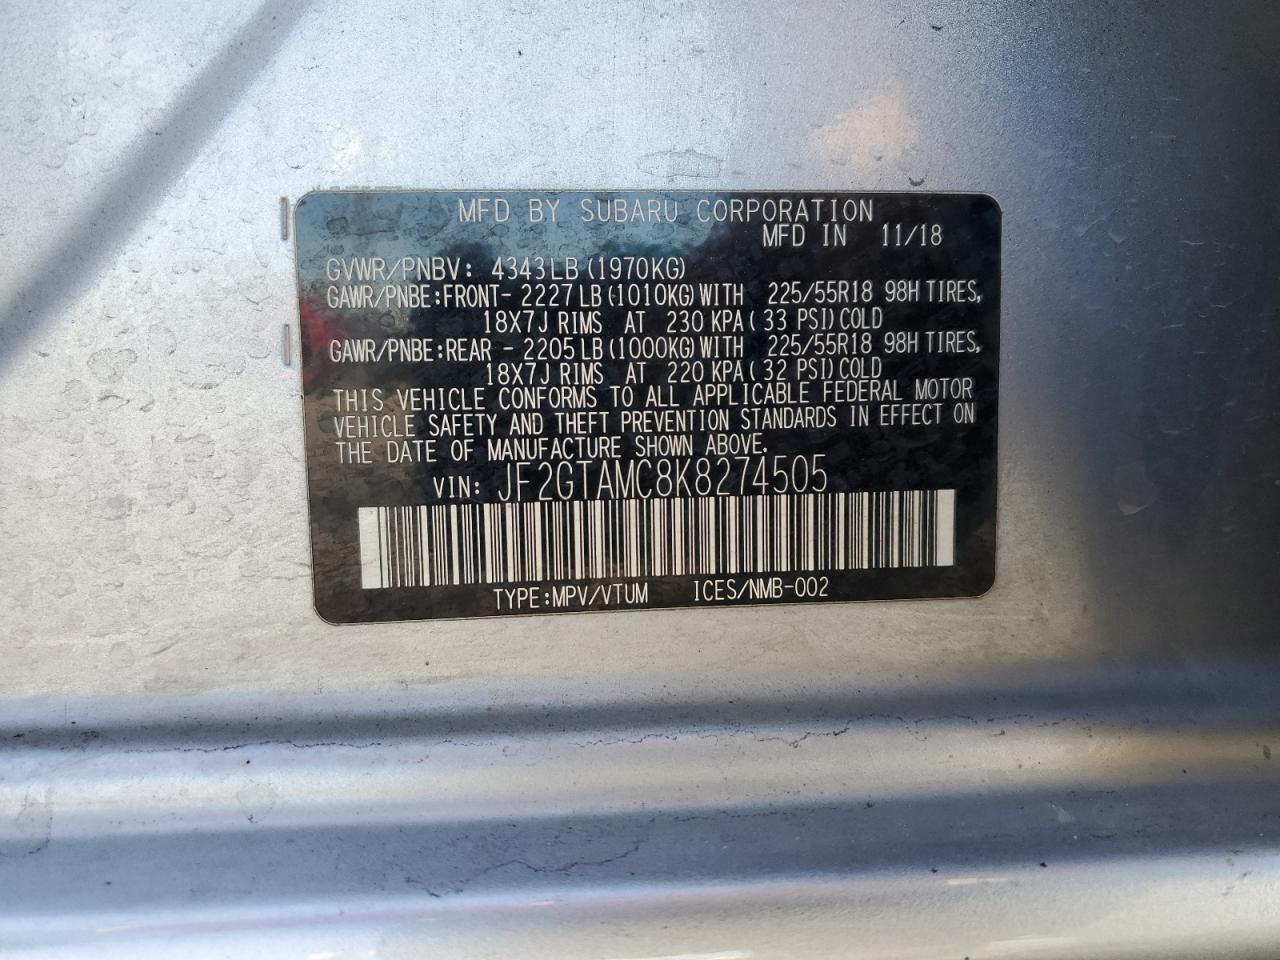 MFD BY SUBARU CORPORATION
MFD IN 11/18
GVWR/PNBV: 4343LB(1970KG)
GAWR/PNBE:FRONT-2227LB(1010KG)WITH 225/55R18 98H TIRES,
18X7J RIMS AT 230 KPA(33 PSI)COLD
GAWR/PNBE:REAR -2205LB(1000KG)WITH 225/55R18 98H TIRES,
18X7J RIMS AT 220 KPA(32 PSI)COLD
THIS VEHICLE CONFORMS TO ALL APPLICABLE FEDERAL MOTOR
VEHICLE SAFETY AND THEFT PREVENTION STANDARDS IN EFFECT ON
THE DATE OF MANUFACTURE SHOWN ABOVE.
VIN: JF2GTAMC8K8274505
TYPE:MPV/VTUM ICES/NMB-002